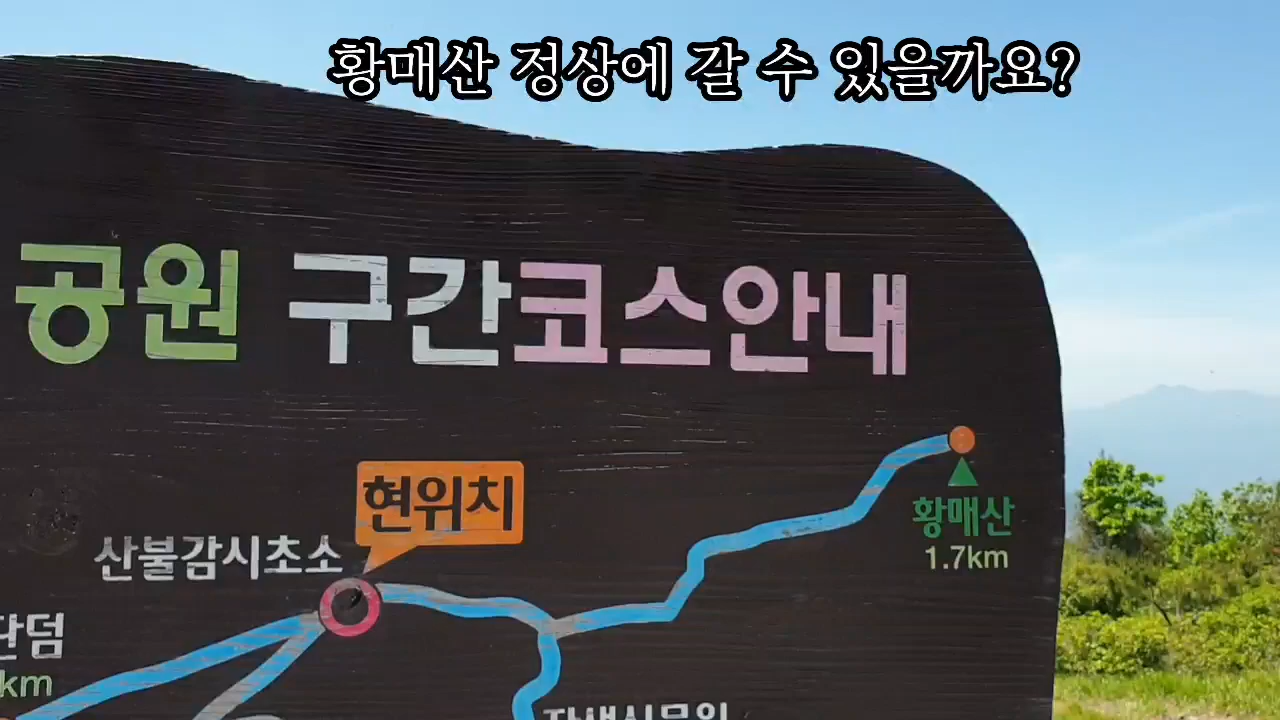 황매산 정상에 갈 수 있을까요?
공원 구간코스안내
현위치
산불감시초소
황매산
1.7km
km